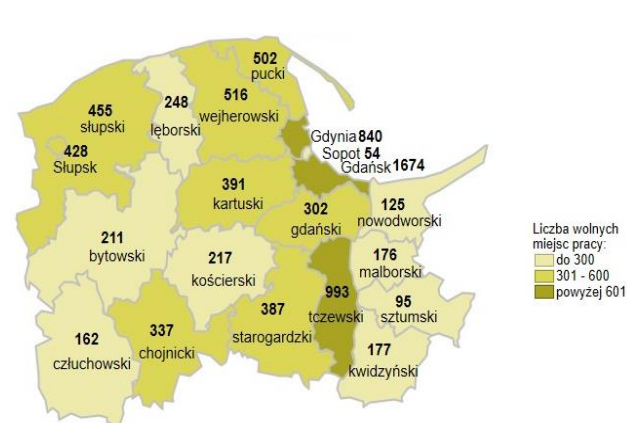 502
pucki
516
wejherowski
248
lęborski
455
słupski
428
Słupsk
Gdynia 840
Sopot 54
Gdańsk 1674
391
kartuski
302
gdański
125
nowodworski
211
bytowski
217
kościerski
176
malborski
993
tczewski
95
sztumski
387
starogardzki
337
chojnicki
162
człuchowski
177
kwidzyński
Liczba wolnych
miejsc pracy:
do 300
301 - 600
powyżej 601